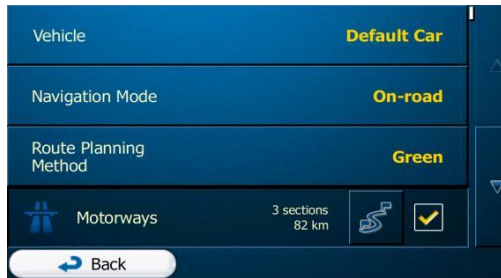 Vehicle
Default Car
Navigation Mode
On-road
Route Planning
Method
Green
Motorways
3 sections
82 km
Back